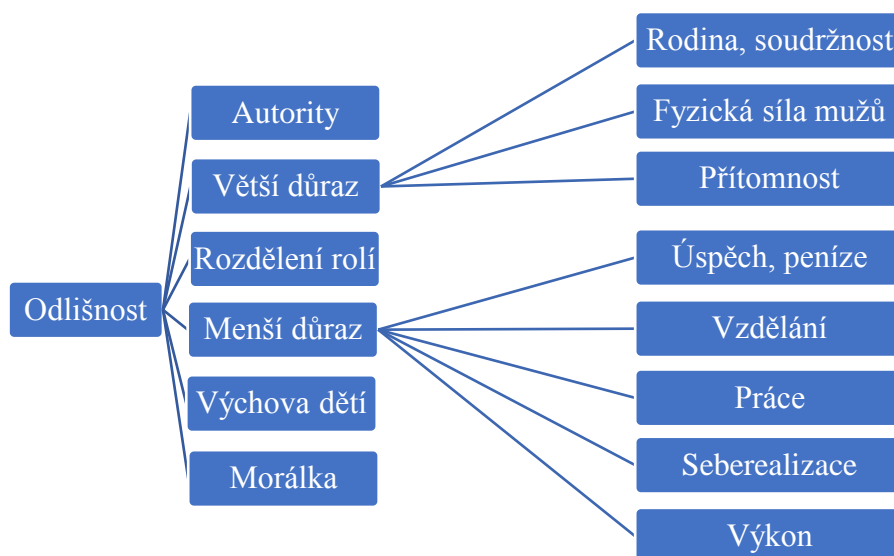 Odlišnost
Autority
Větší důraz
Rozdělení rolí
Menší důraz
Výchova dětí
Morálka
Rodina, soudržnost
Fyzická síla mužů
Přítomnost
Úspěch, peníze
Vzdělání
Práce
Seberealizace
Výkon